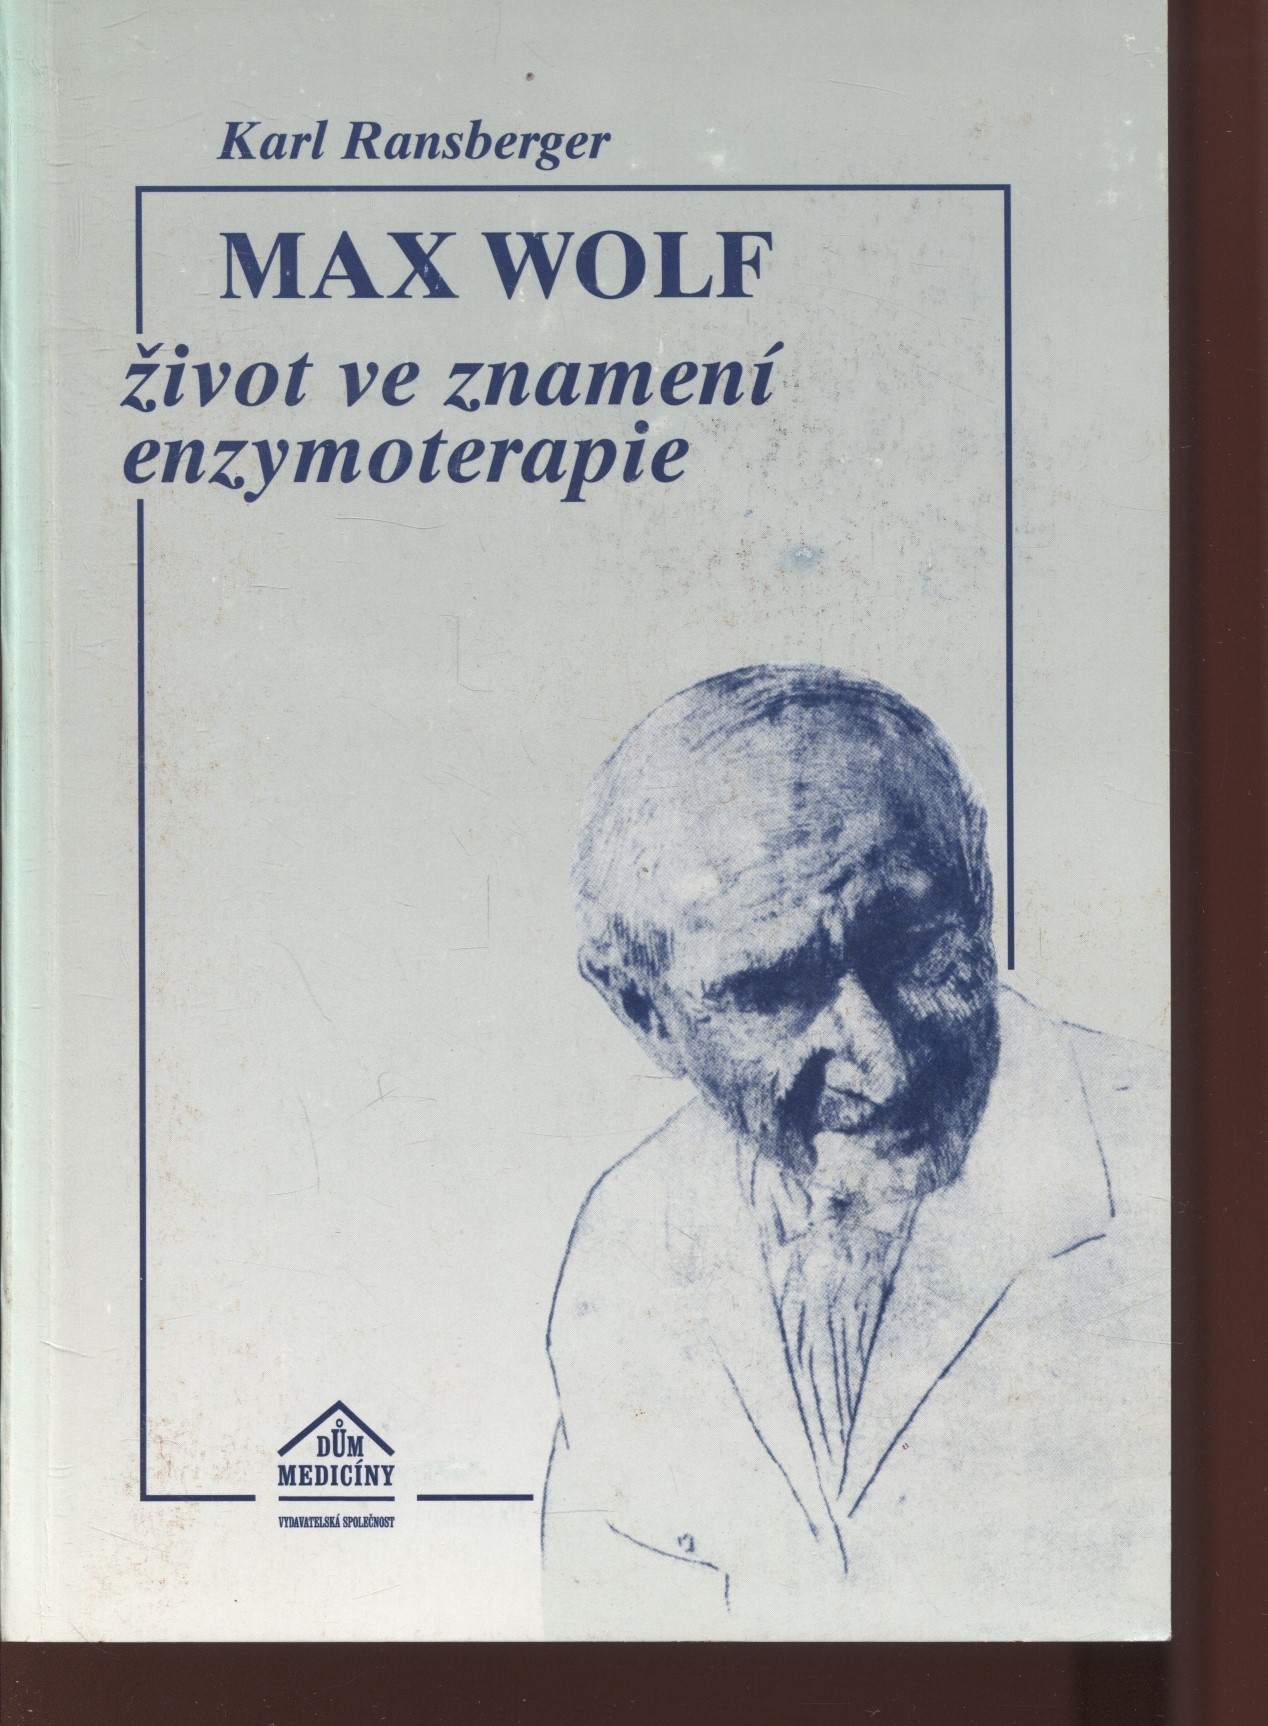 Karl Ransberger
MAX WOLF
život ve znamení
enzymoterapie
DŮM
MEDICÍNY
VYDAVATELSKÁ SPOLEČNOST